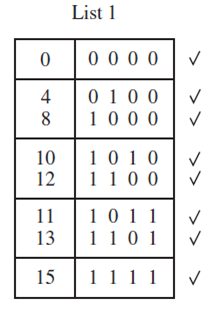 List 1
0 0 0 0 0 ✓
4 0 1 0 0 ✓
8 1 0 0 0 ✓
10 1 0 1 0 ✓
12 1 1 0 0 ✓
11 1 0 1 1 ✓
13 1 1 0 1 ✓
15 1 1 1 1 ✓